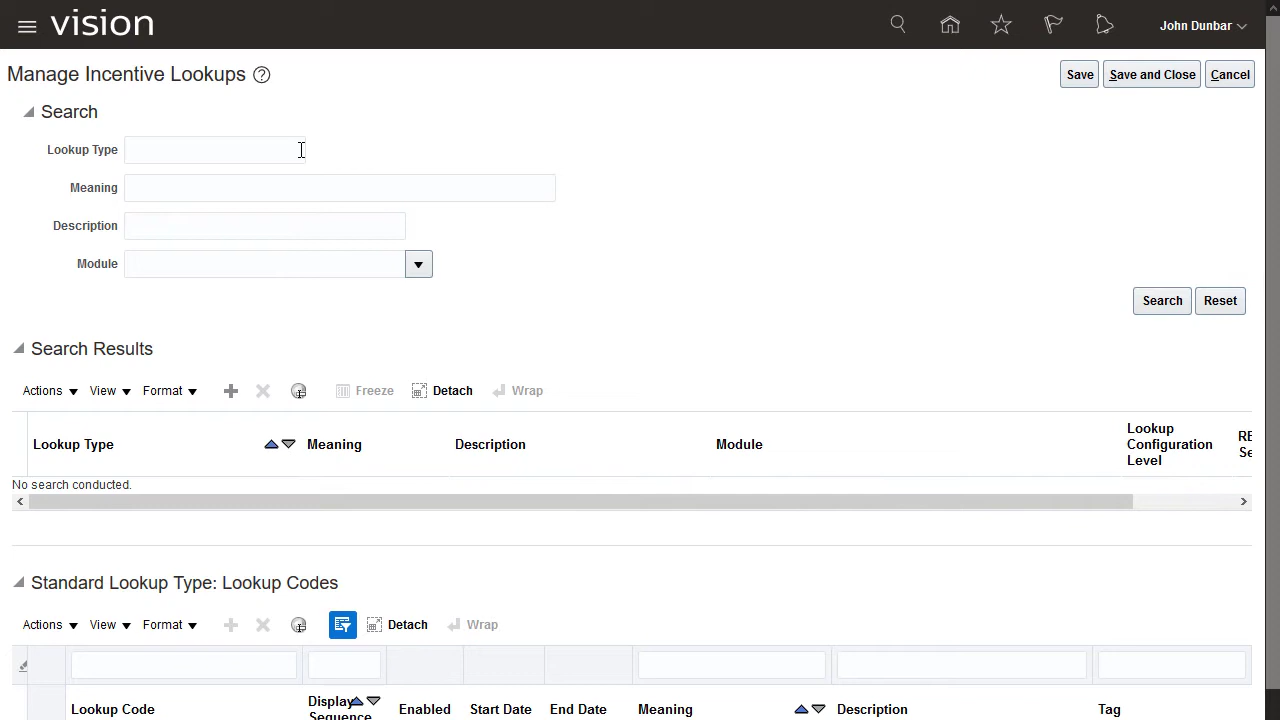 vision
John Dunbar
Manage Incentive Lookups ?
Save Save and Close Cancel
Search
Lookup Type
Meaning
Description
Module
Search Reset
Search Results
Actions View Format Freeze Detach Wrap
Lookup Type Meaning Description Module Lookup Configuration Level RE Se
No search conducted.
Standard Lookup Type: Lookup Codes
Actions View Format Detach Wrap
Lookup Code Display Sequence Enabled Start Date End Date Meaning Description Tag